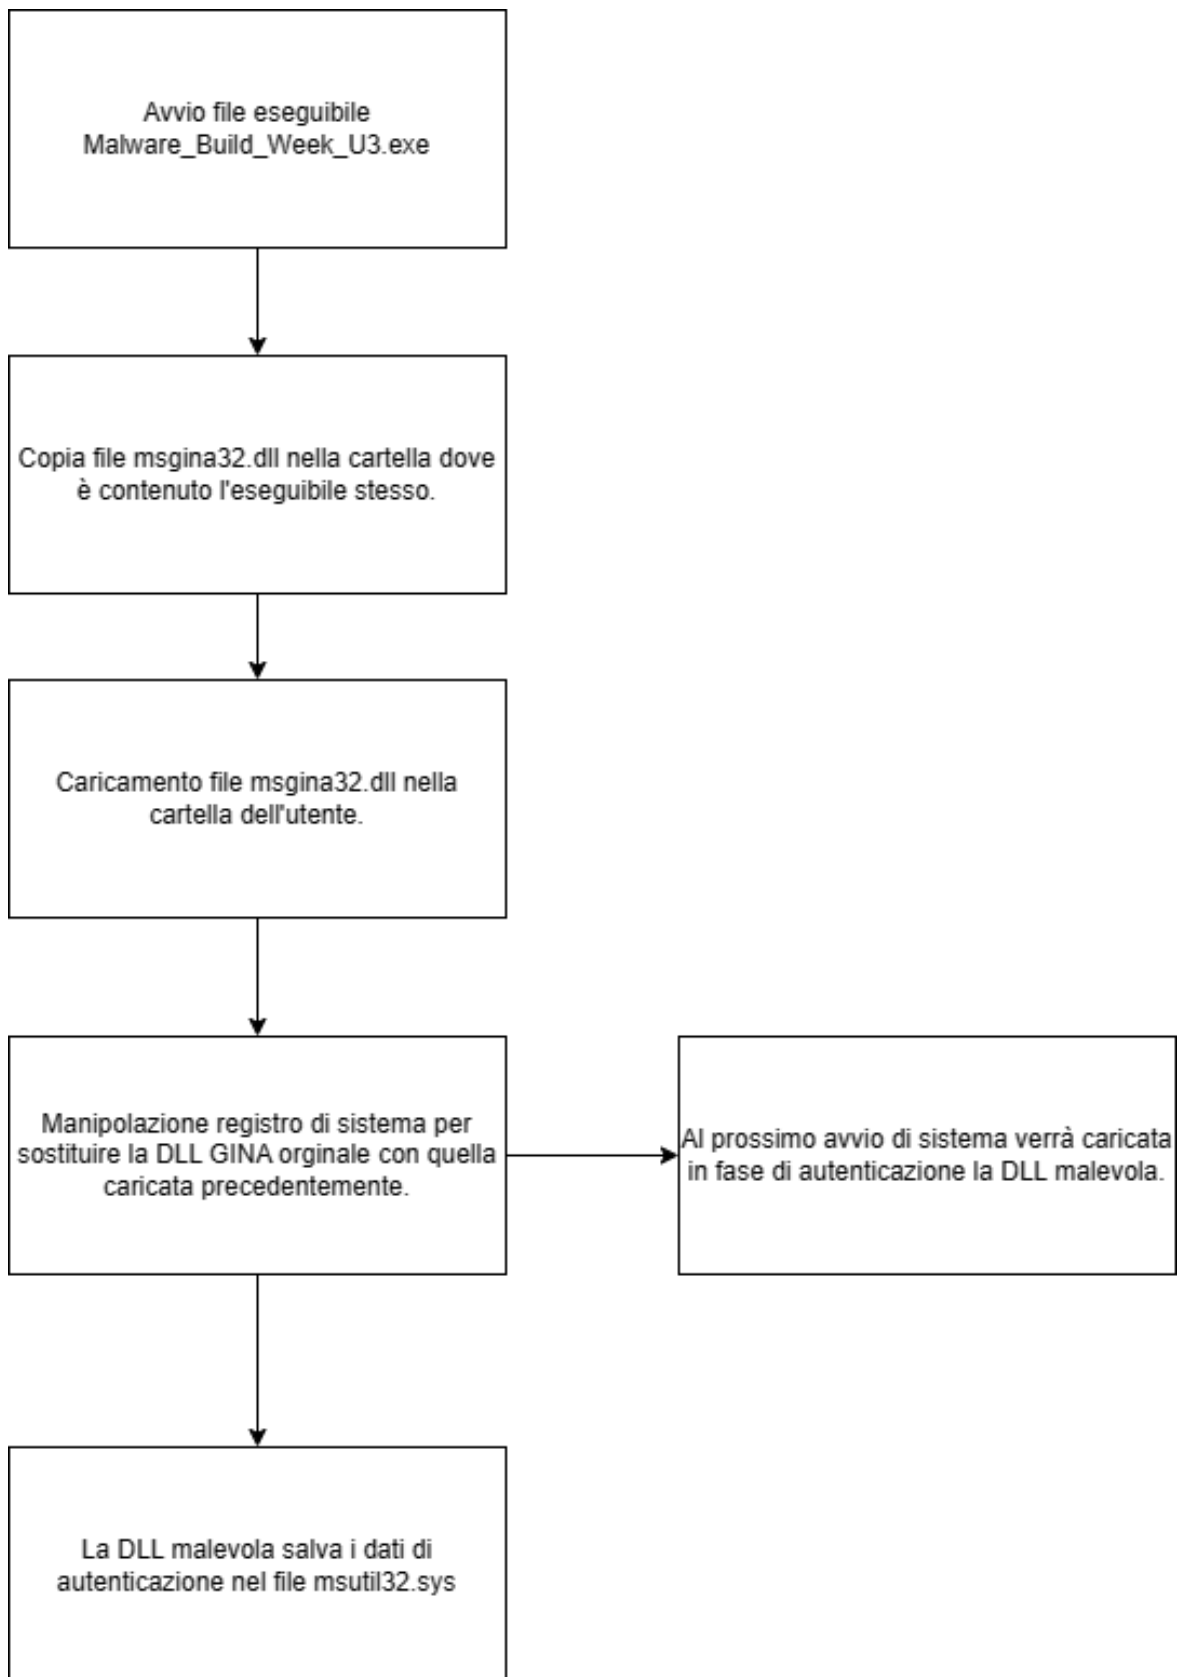 Avvio file eseguibile
Malware_Build_Week_U3.exe
Copia file msgina32.dll nella cartella dove
è contenuto l'eseguibile stesso.
Caricamento file msgina32.dll nella
cartella dell'utente.
Manipolazione registro di sistema per
sostituire la DLL GINA orginale con quella
caricata precedentemente.
Al prossimo avvio di sistema verrà caricata
in fase di autenticazione la DLL malevola.
La DLL malevola salva i dati di
autenticazione nel file msutil32.sys